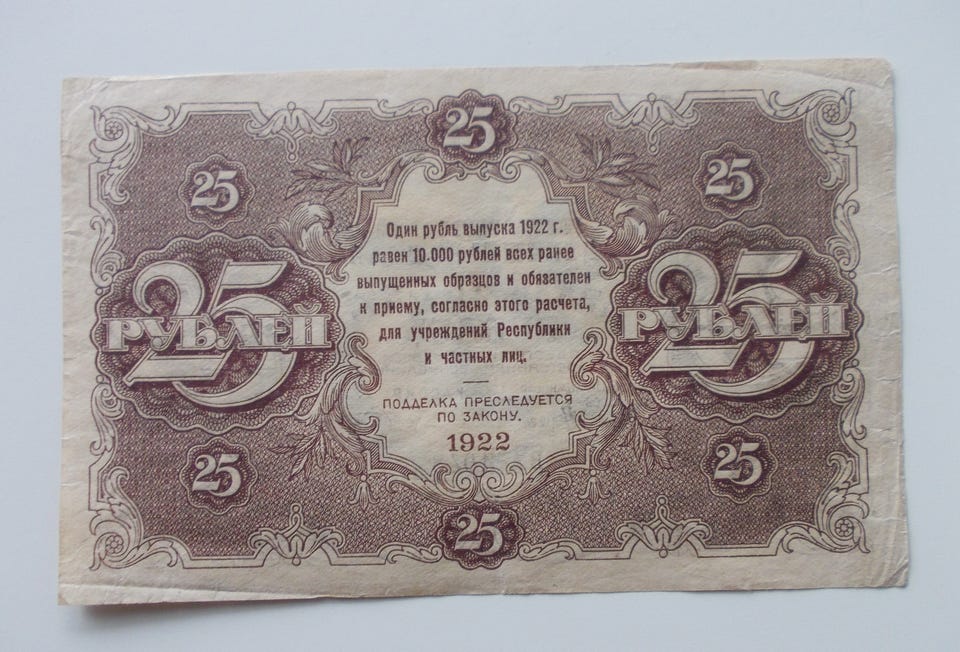 25
25
25
25 РУБЛЕЙ
25 РУБЛЕЙ
Один рубль выпуска 1922 г.
равен 10.000 рублей всех ранее
выпущенных образцов и обязателен
к приему, согласно этого расчета,
для учреждений Республики
и частных лиц.
ПОДДЕЛКА ПРЕСЛЕДУЕТСЯ
ПО ЗАКОНУ.
1922
25
25
25